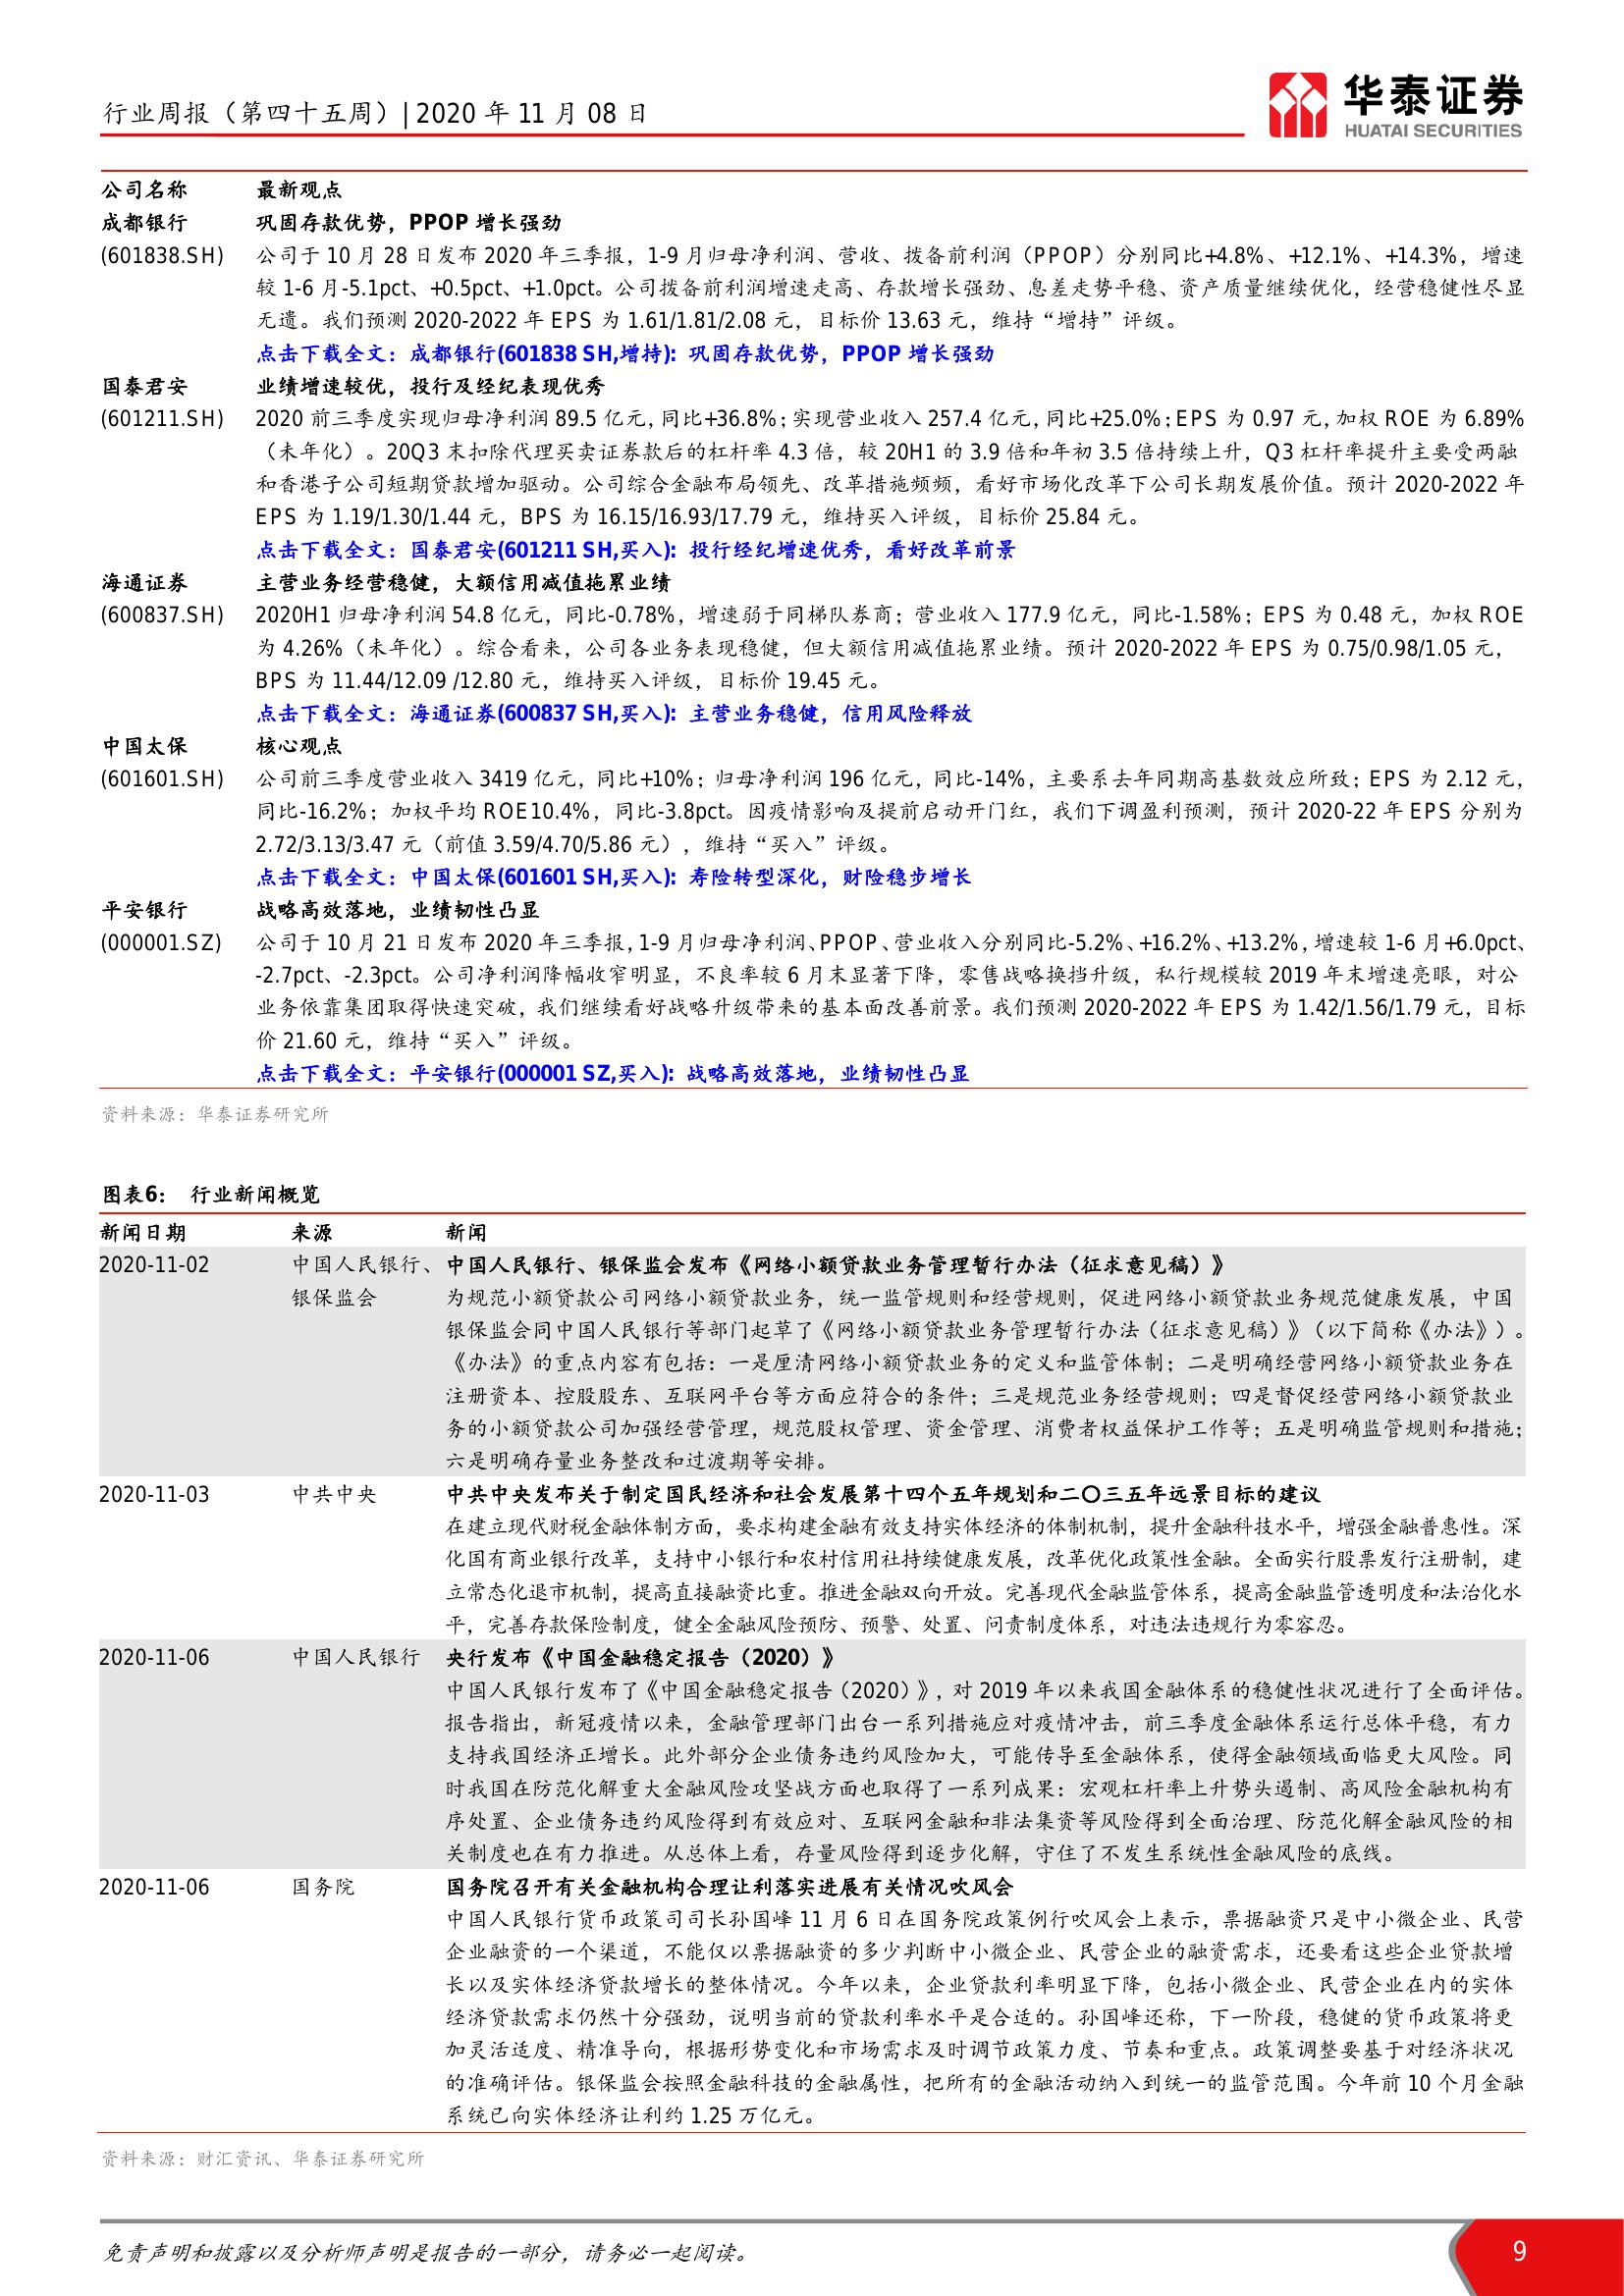 行业周报（第四十五周）| 2020 年 11 月 08 日
华泰证券
HUATAI SECURITIES
公司名称 最新观点
成都银行 巩固存款优势，PPOP 增长强劲
(601838.SH) 公司于 10 月 28 日发布 2020 年三季报，1-9 月归母净利润、营收、拨备前利润（PPOP）分别同比+4.8%、+12.1%、+14.3%，增速
较 1-6 月-5.1pct、+0.5pct、+1.0pct。公司拨备前利润增速走高、存款增长强劲、息差走势平稳、资产质量继续优化，经营稳健性尽显
无遗。我们预测 2020-2022 年 EPS 为 1.61/1.81/2.08 元，目标价 13.63 元，维持“增持”评级。
点击下载全文：成都银行(601838 SH,增持)：巩固存款优势，PPOP 增长强劲
国泰君安 业绩增速较优，投行及经纪表现优秀
(601211.SH) 2020 前三季度实现归母净利润 89.5 亿元，同比+36.8%；实现营业收入 257.4 亿元，同比+25.0%；EPS 为 0.97 元，加权 ROE 为 6.89%
（未年化）。20Q3 末扣除代理买卖证券款后的杠杆率 4.3 倍，较 20H1 的 3.9 倍和年初 3.5 倍持续上升，Q3 杠杆率提升主要受两融
和香港子公司短期贷款增加驱动。公司综合金融布局领先、改革措施频频，看好市场化改革下公司长期发展价值。预计 2020-2022 年
EPS 为 1.19/1.30/1.44 元，BPS 为 16.15/16.93/17.79 元，维持买入评级，目标价 25.84 元。
点击下载全文：国泰君安(601211 SH,买入)：投行经纪增速优秀，看好改革前景
海通证券 主营业务经营稳健，大额信用减值拖累业绩
(600837.SH) 2020H1 归母净利润 54.8 亿元，同比-0.78%，增速弱于同梯队券商；营业收入 177.9 亿元，同比-1.58%；EPS 为 0.48 元，加权 ROE
为 4.26%（未年化）。综合看来，公司各业务表现稳健，但大额信用减值拖累业绩。预计 2020-2022 年 EPS 为 0.75/0.98/1.05 元，
BPS 为 11.44/12.09 /12.80 元，维持买入评级，目标价 19.45 元。
点击下载全文：海通证券(600837 SH,买入)：主营业务稳健，信用风险释放
中国太保 核心观点
(601601.SH) 公司前三季度营业收入 3419 亿元，同比+10%；归母净利润 196 亿元，同比-14%，主要系去年同期高基数效应所致；EPS 为 2.12 元，
同比-16.2%；加权平均 ROE10.4%，同比-3.8pct。因疫情影响及提前启动开门红，我们下调盈利预测，预计 2020-22 年 EPS 分别为
2.72/3.13/3.47 元（前值 3.59/4.70/5.86 元），维持“买入”评级。
点击下载全文：中国太保(601601 SH,买入)：寿险转型深化，财险稳步增长
平安银行 战略高效落地，业绩韧性凸显
(000001.SZ) 公司于 10 月 21 日发布 2020 年三季报，1-9 月归母净利润、PPOP、营业收入分别同比-5.2%、+16.2%、+13.2%，增速较 1-6 月+6.0pct、
-2.7pct、-2.3pct。公司净利润降幅收窄明显，不良率较 6 月末显著下降，零售战略换挡升级，私行规模较 2019 年末增速亮眼，对公
业务依靠集团取得快速突破，我们继续看好战略升级带来的基本面改善前景。我们预测 2020-2022 年 EPS 为 1.42/1.56/1.79 元，目标
价 21.60 元，维持“买入”评级。
点击下载全文：平安银行(000001 SZ,买入)：战略高效落地，业绩韧性凸显
资料来源：华泰证券研究所
图表6： 行业新闻概览
新闻日期 来源 新闻
2020-11-02 中国人民银行、 中国人民银行、银保监会发布《网络小额贷款业务管理暂行办法（征求意见稿）》
银保监会 为规范小额贷款公司网络小额贷款业务，统一监管规则和经营规则，促进网络小额贷款业务规范健康发展，中国
银保监会同中国人民银行等部门起草了《网络小额贷款业务管理暂行办法（征求意见稿）》（以下简称《办法》）。
《办法》的重点内容有包括：一是厘清网络小额贷款业务的定义和监管体制；二是明确经营网络小额贷款业务在
注册资本、控股股东、互联网平台等方面应符合的条件；三是规范业务经营规则；四是督促经营网络小额贷款业
务的小额贷款公司加强经营管理，规范股权管理、资金管理、消费者权益保护工作等；五是明确监管规则和措施；
六是明确存量业务整改和过渡期等安排。
2020-11-03 中共中央 中共中央发布关于制定国民经济和社会发展第十四个五年规划和二〇三五年远景目标的建议
在建立现代财税金融体制方面，要求构建金融有效支持实体经济的体制机制，提升金融科技水平，增强金融普惠性。深
化国有商业银行改革，支持中小银行和农村信用社持续健康发展，改革优化政策性金融。全面实行股票发行注册制，建
立常态化退市机制，提高直接融资比重。推进金融双向开放。完善现代金融监管体系，提高金融监管透明度和法治化水
平，完善存款保险制度，健全金融风险预防、预警、处置、问责制度体系，对违法违规行为零容忍。
2020-11-06 中国人民银行 央行发布《中国金融稳定报告（2020）》
中国人民银行发布了《中国金融稳定报告（2020）》，对 2019 年以来我国金融体系的稳健性状况进行了全面评估。
报告指出，新冠疫情以来，金融管理部门出台一系列措施应对疫情冲击，前三季度金融体系运行总体平稳，有力
支持我国经济正增长。此外部分企业债务违约风险加大，可能传导至金融体系，使得金融领域面临更大风险。同
时我国在防范化解重大金融风险攻坚战方面也取得了一系列成果：宏观杠杆率上升势头遏制、高风险金融机构有
序处置、企业债务违约风险得到有效应对、互联网金融和非法集资等风险得到全面治理、防范化解金融风险的相
关制度也在有力推进。从总体上看，存量风险得到逐步化解，守住了不发生系统性金融风险的底线。
2020-11-06 国务院 国务院召开有关金融机构合理让利落实进展有关情况吹风会
中国人民银行货币政策司司长孙国峰 11 月 6 日在国务院政策例行吹风会上表示，票据融资只是中小微企业、民营
企业融资的一个渠道，不能仅以票据融资的多少判断中小微企业、民营企业的融资需求，还要看这些企业贷款增
长以及实体经济贷款增长的整体情况。今年以来，企业贷款利率明显下降，包括小微企业、民营企业在内的实体
经济贷款需求仍然十分强劲，说明当前的贷款利率水平是合适的。孙国峰还称，下一阶段，稳健的货币政策将更
加灵活适度、精准导向，根据形势变化和市场需求及时调节政策力度、节奏和重点。政策调整要基于对经济状况
的准确评估。银保监会按照金融科技的金融属性，把所有的金融活动纳入到统一的监管范围。今年前 10 个月金融
系统已向实体经济让利约 1.25 万亿元。
资料来源：财汇资讯、华泰证券研究所
免责声明和披露以及分析师声明是报告的一部分，请务必一起阅读。 9